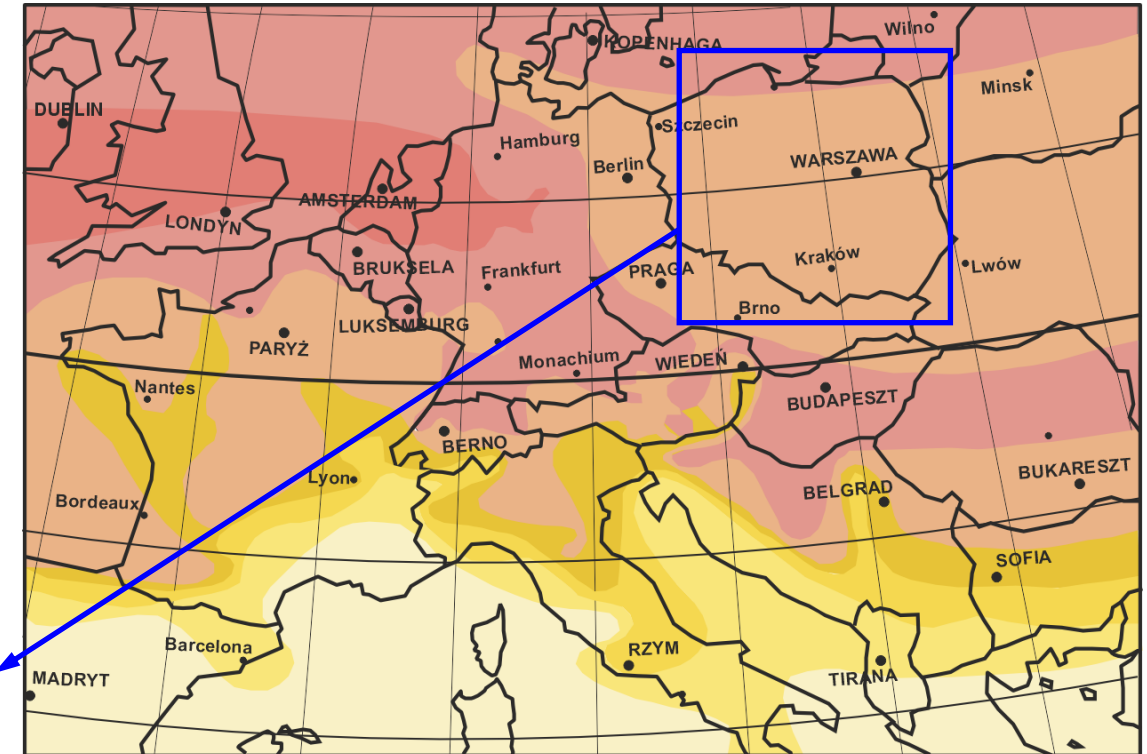 Wilno
KOPENHAGA
Minsk
DUBLIN
Szczecin
Hamburg
WARSZAWA
Berlin
AMSTERDAM
LONDYN
Kraków
Lwów
BRUKSELA
Frankfurt
PRAGA
Brno
LUKSEMBURG
PARYŻ
Monachium
WIEDEŃ
Nantes
BUDAPESZT
BERNO
BUKARESZT
Lyon
BELGRAD
Bordeaux
SOFIA
Barcelona
RZYM
TIRANA
MADRYT